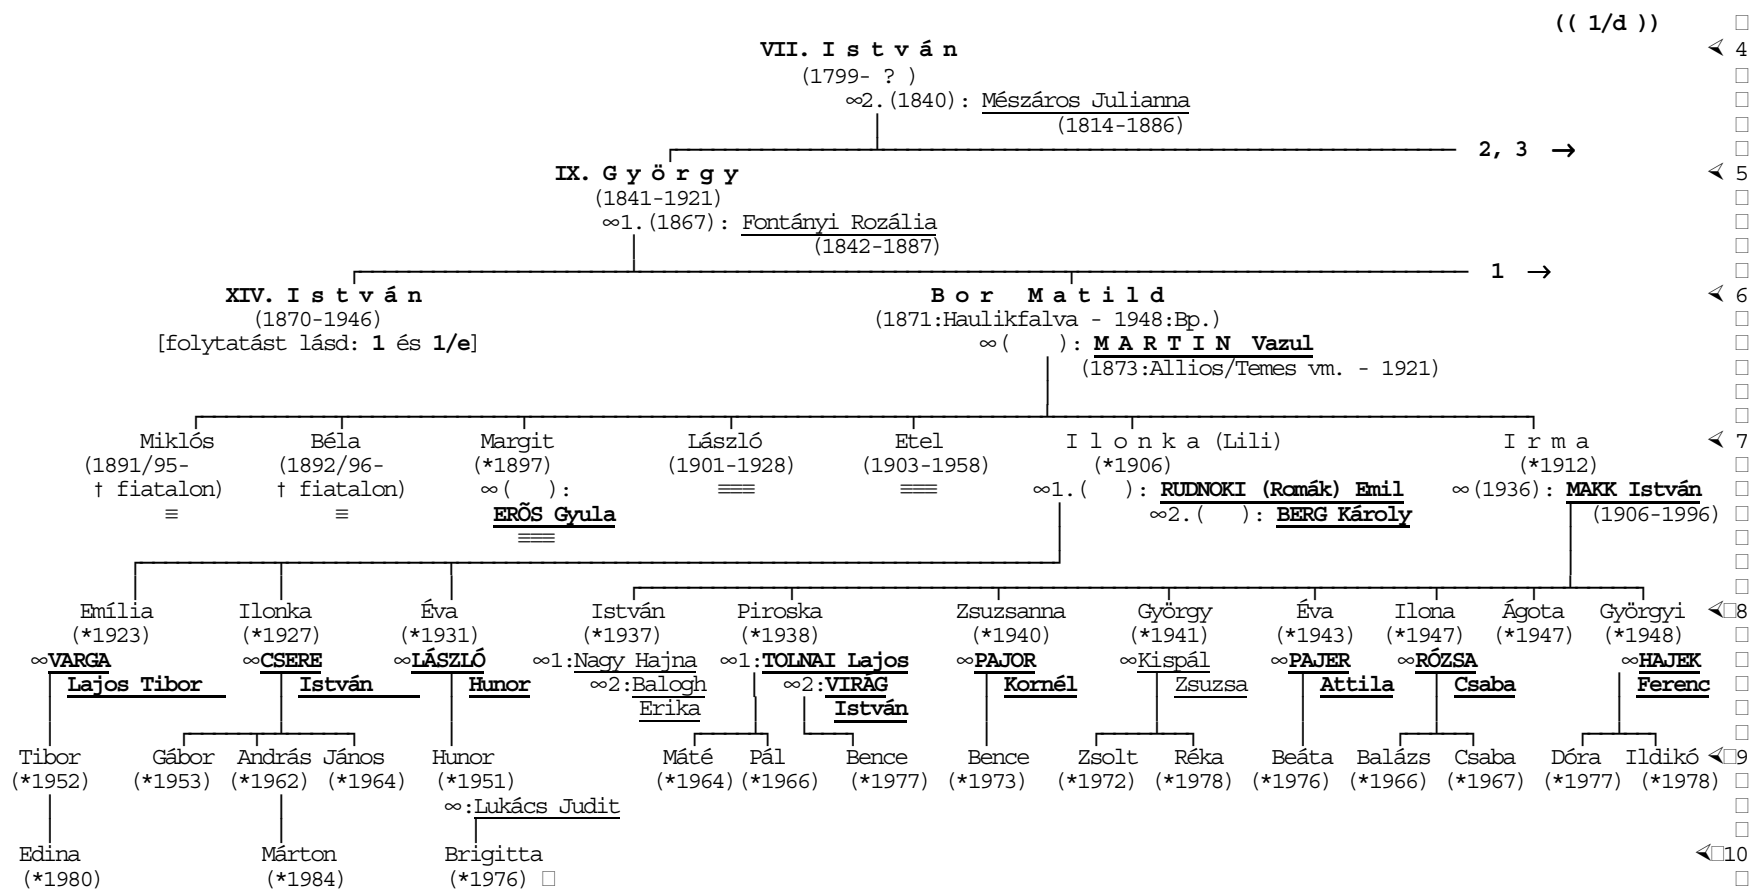 (( 1/d ))
VII. I s t v á n ⮘ 4
(1799- ? )
∞2.(1840): Mészáros Julianna
(1814-1886)
2, 3 →
IX. G y ö r g y ⮘ 5
(1841-1921)
∞1.(1867): Fontányi Rozália
(1842-1887)
1 →
XIV. I s t v á n B o r M a t i l d ⮘ 6
(1870-1946) (1871:Haulikfalva - 1948:Bp.)
[folytatást lásd: 1 és 1/e] ∞( ): M A R T I N Vazul
(1873:Allios/Temes vm. - 1921)
Miklós Béla Margit László Etel I l o n k a (Lili) I r m a ⮘ 7
(1891/95- (1892/96- (*1897) (1901-1928) (1903-1958) (*1906) (*1912)
† fiatalon) † fiatalon) ∞( ): ≡≡≡ ≡≡≡ ∞1.( ): RUDNOKI (Romák) Emil ∞(1936): MAKK István
≡ ≡ ERÕS Gyula ∞2.( ): BERG Károly (1906-1996)
≡≡≡
Emília Ilonka Éva István Piroska Zsuzsanna György Éva Ilona Ágota Györgyi ⮘ 8
(*1923) (*1927) (*1931) (*1937) (*1938) (*1940) (*1941) (*1943) (*1947) (*1947) (*1948)
∞VARGA ∞CSERE ∞LÁSZLÓ ∞1:Nagy Hajna ∞1:TOLNAI Lajos ∞PAJOR ∞Kispál ∞PAJER ∞RÓZSA ∞HAJEK
Lajos Tibor István Hunor ∞2:Balogh ∞2:VIRÁG Kornél Zsuzsa Attila Csaba Ferenc
Erika István
Tibor Gábor András János Hunor Máté Pál Bence Bence Zsolt Réka Beáta Balázs Csaba Dóra Ildikó ⮘ 9
(*1952) (*1953) (*1962) (*1964) (*1951) (*1964) (*1966) (*1977) (*1973) (*1972) (*1978) (*1976) (*1966) (*1967) (*1977) (*1978)
∞:Lukács Judit
Edina Márton Brigitta ⮘ 10
(*1980) (*1984) (*1976)